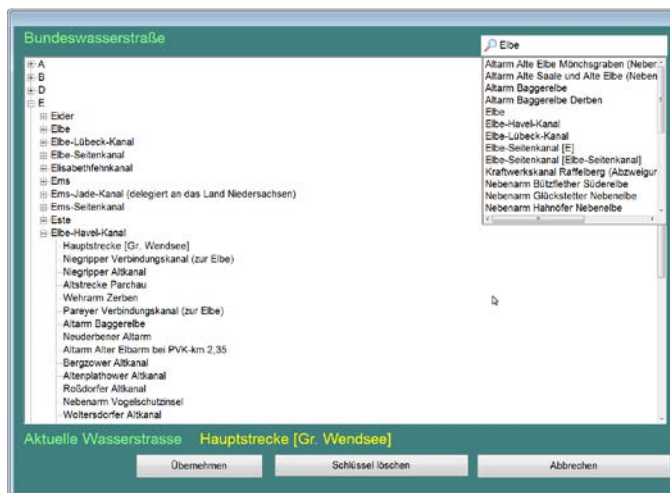 Bundeswasserstraße
Elbe
A
B
D
E
Eider
Elbe
Elbe-Lübeck-Kanal
Elbe-Seitenkanal
Elisabethfehnkanal
Ems
Ems-Jade-Kanal (delegiert an das Land Niedersachsen)
Ems-Seitenkanal
Este
Elbe-Havel-Kanal
Hauptstrecke [Gr. Wendsee]
Niegripper Verbindungskanal (zur Elbe)
Niegripper Altkanal
Altstrecke Parchau
Wehrarm Zerben
Pareyer Verbindungskanal (zur Elbe)
Altarm Baggerelbe
Neuderbener Altarm
Altarm Alter Elbarm bei PVK-km 2,35
Bergzower Altkanal
Altenplathower Altkanal
Roßdorfer Altkanal
Nebenarm Vogelschutzinsel
Woltersdorfer Altkanal
Altarm Alte Elbe Mönchsgraben (Neber
Altarm Alte Saale und Alte Elbe (Neben
Altarm Baggerelbe
Altarm Baggerelbe Derben
Elbe
Elbe-Havel-Kanal
Elbe-Lübeck-Kanal
Elbe-Seitenkanal [E]
Elbe-Seitenkanal [Elbe-Seitenkanal]
Kraftwerkskanal Raffelberg (Abzweigur
Nebenarm Bützflether Süderelbe
Nebenarm Glückstetter Nebenelbe
Nebenarm Hahnöfer Nebenelbe
Aktuelle Wasserstrasse Hauptstrecke [Gr. Wendsee]
Übernehmen
Schlüssel löschen
Abbrechen